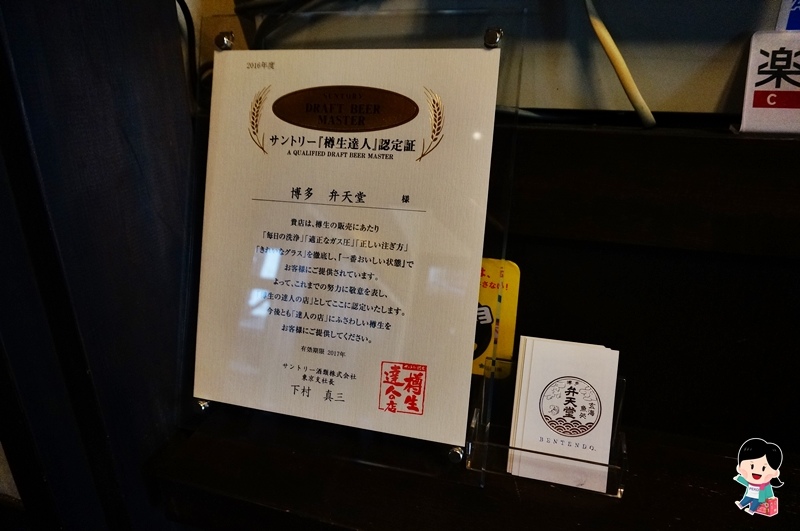 2016年度
DRAFT BEER
MASTER
サントリー『樽生達人』認定証
A QUALIFIED DRAFT BEER MASTER
博多 弁天堂 様
貴店は、樽生の販売にあたり
「毎日の洗浄」「適正なガス圧」「正しい注ぎ方」
「きれいなグラス」を徹底し、「一番おいしい状態」で
お客様にご提供されています。
よって、これまでの努力に敬意を表し、
生の達人の店」としてここに認定いたします。
今後とも「達人の店」にふさわしい樽生を
お客様にご提供してください。
有効期限 2017年
サントリー酒類株式会社
東京支社長
下村 真三
樽生
達人の店
博多
弁天堂
玄海
魚処
BENTENDO.
楽
C